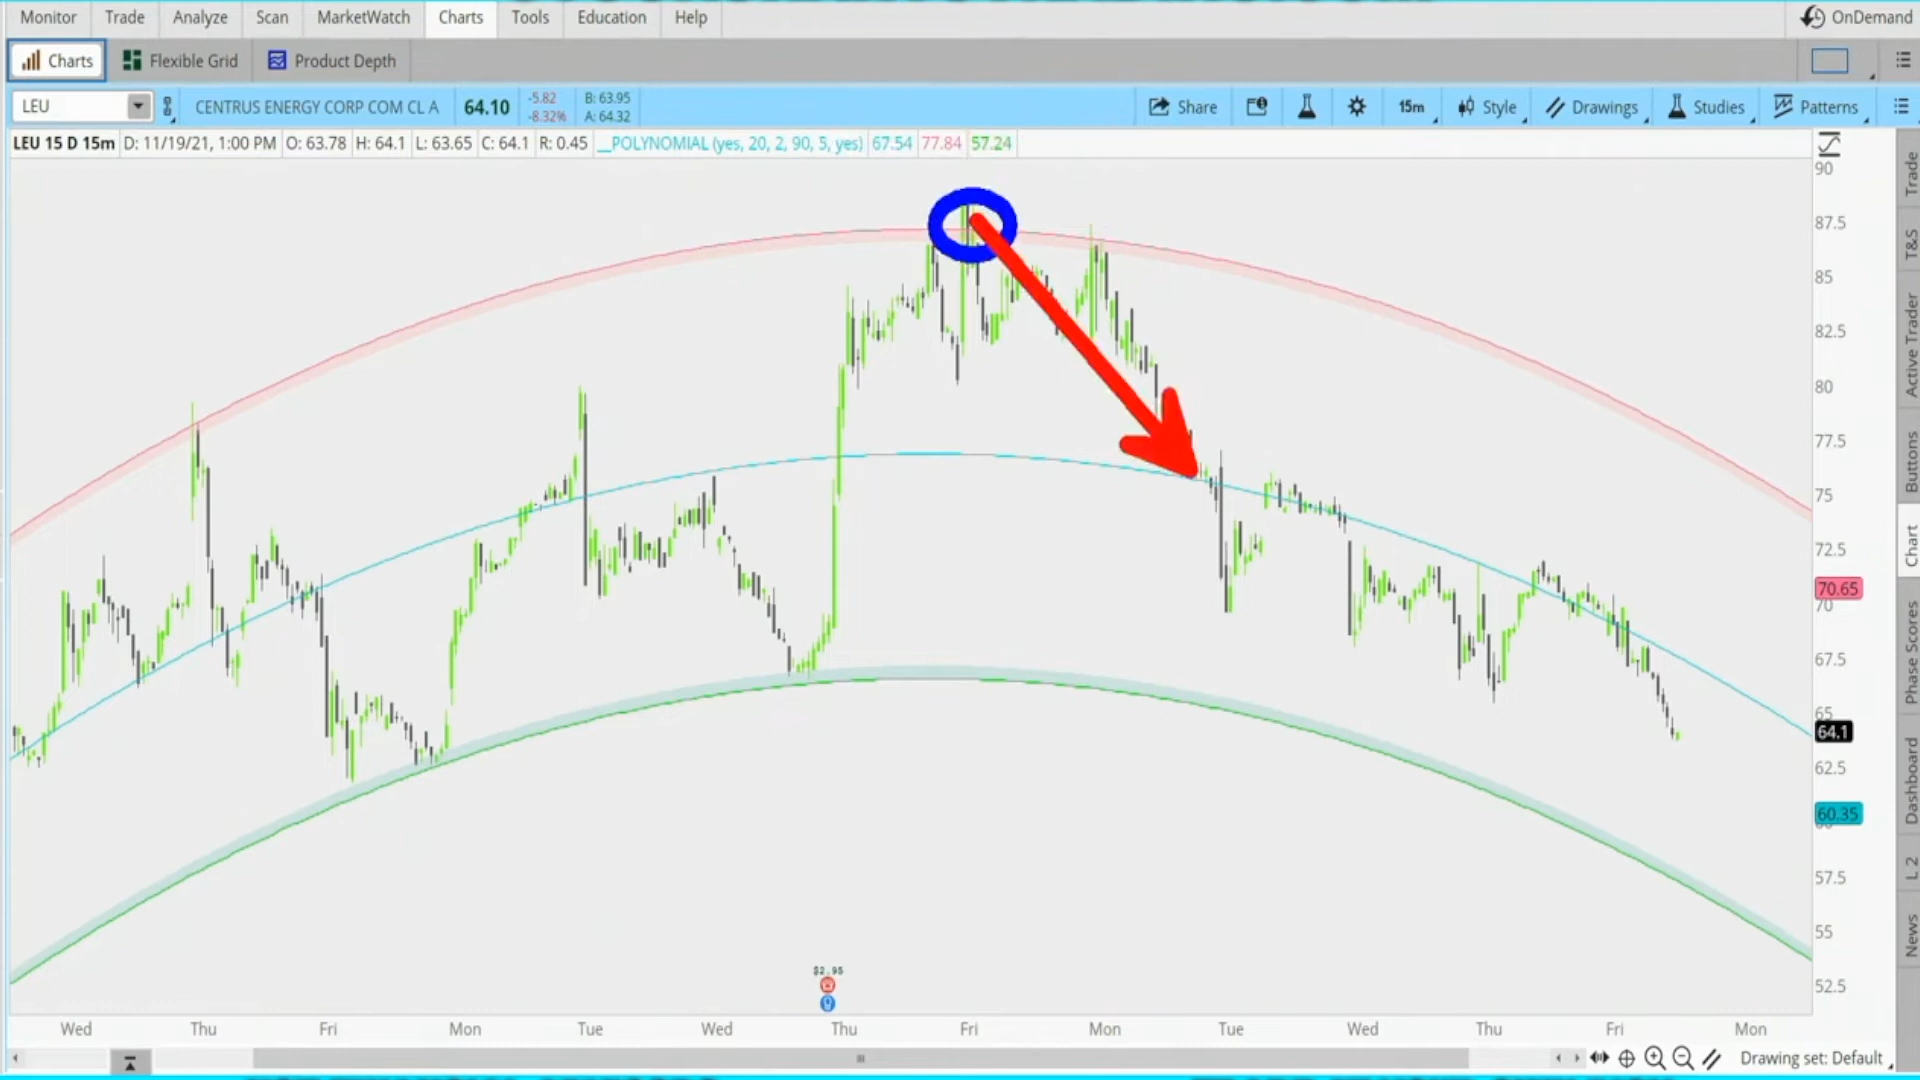 Monitor Trade Analyze Scan MarketWatch Charts Tools Education Help OnDemand
Charts Flexible Grid Product Depth
LEU CENTRUS ENERGY CORP COM CL A 64.10 -5.82 -8.32% B: 63.95 A: 64.32 Share 15m Style Drawings Studies Patterns
LEU 15 D 15m D: 11/19/21, 1:00 PM O: 63.78 H: 64.1 L: 63.65 C: 64.1 R: 0.45 __POLYNOMIAL (yes, 20, 2, 90, 5, yes) 67.54 77.84 57.24
90
87.5
85
82.5
80
77.5
75
72.5
70.65
70
67.5
65
64.1
62.5
60.35
57.5
55
52.5
Trade
T&S
Active Trader
Buttons
Chart
Phase Scores
Dashboard
L 2
News
$2.95
Wed Thu Fri Mon Tue Wed Thu Fri Mon Tue Wed Thu Fri Mon
Drawing set: Default